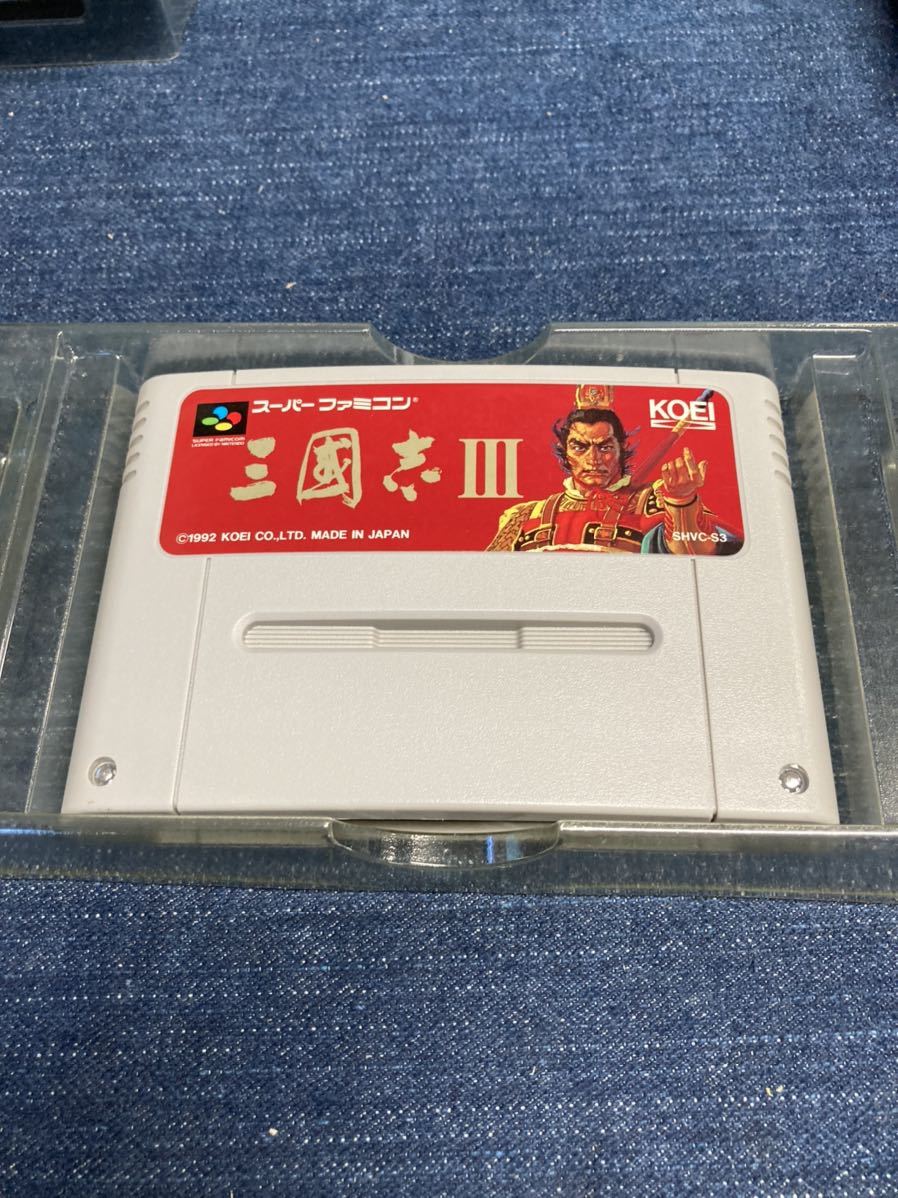 スーパーファミコン®
SUPER FAMICOM
LICENSED BY NINTENDO
KOEI
三國志III
©1992 KOEI CO.,LTD. MADE IN JAPAN
SHVC-S3